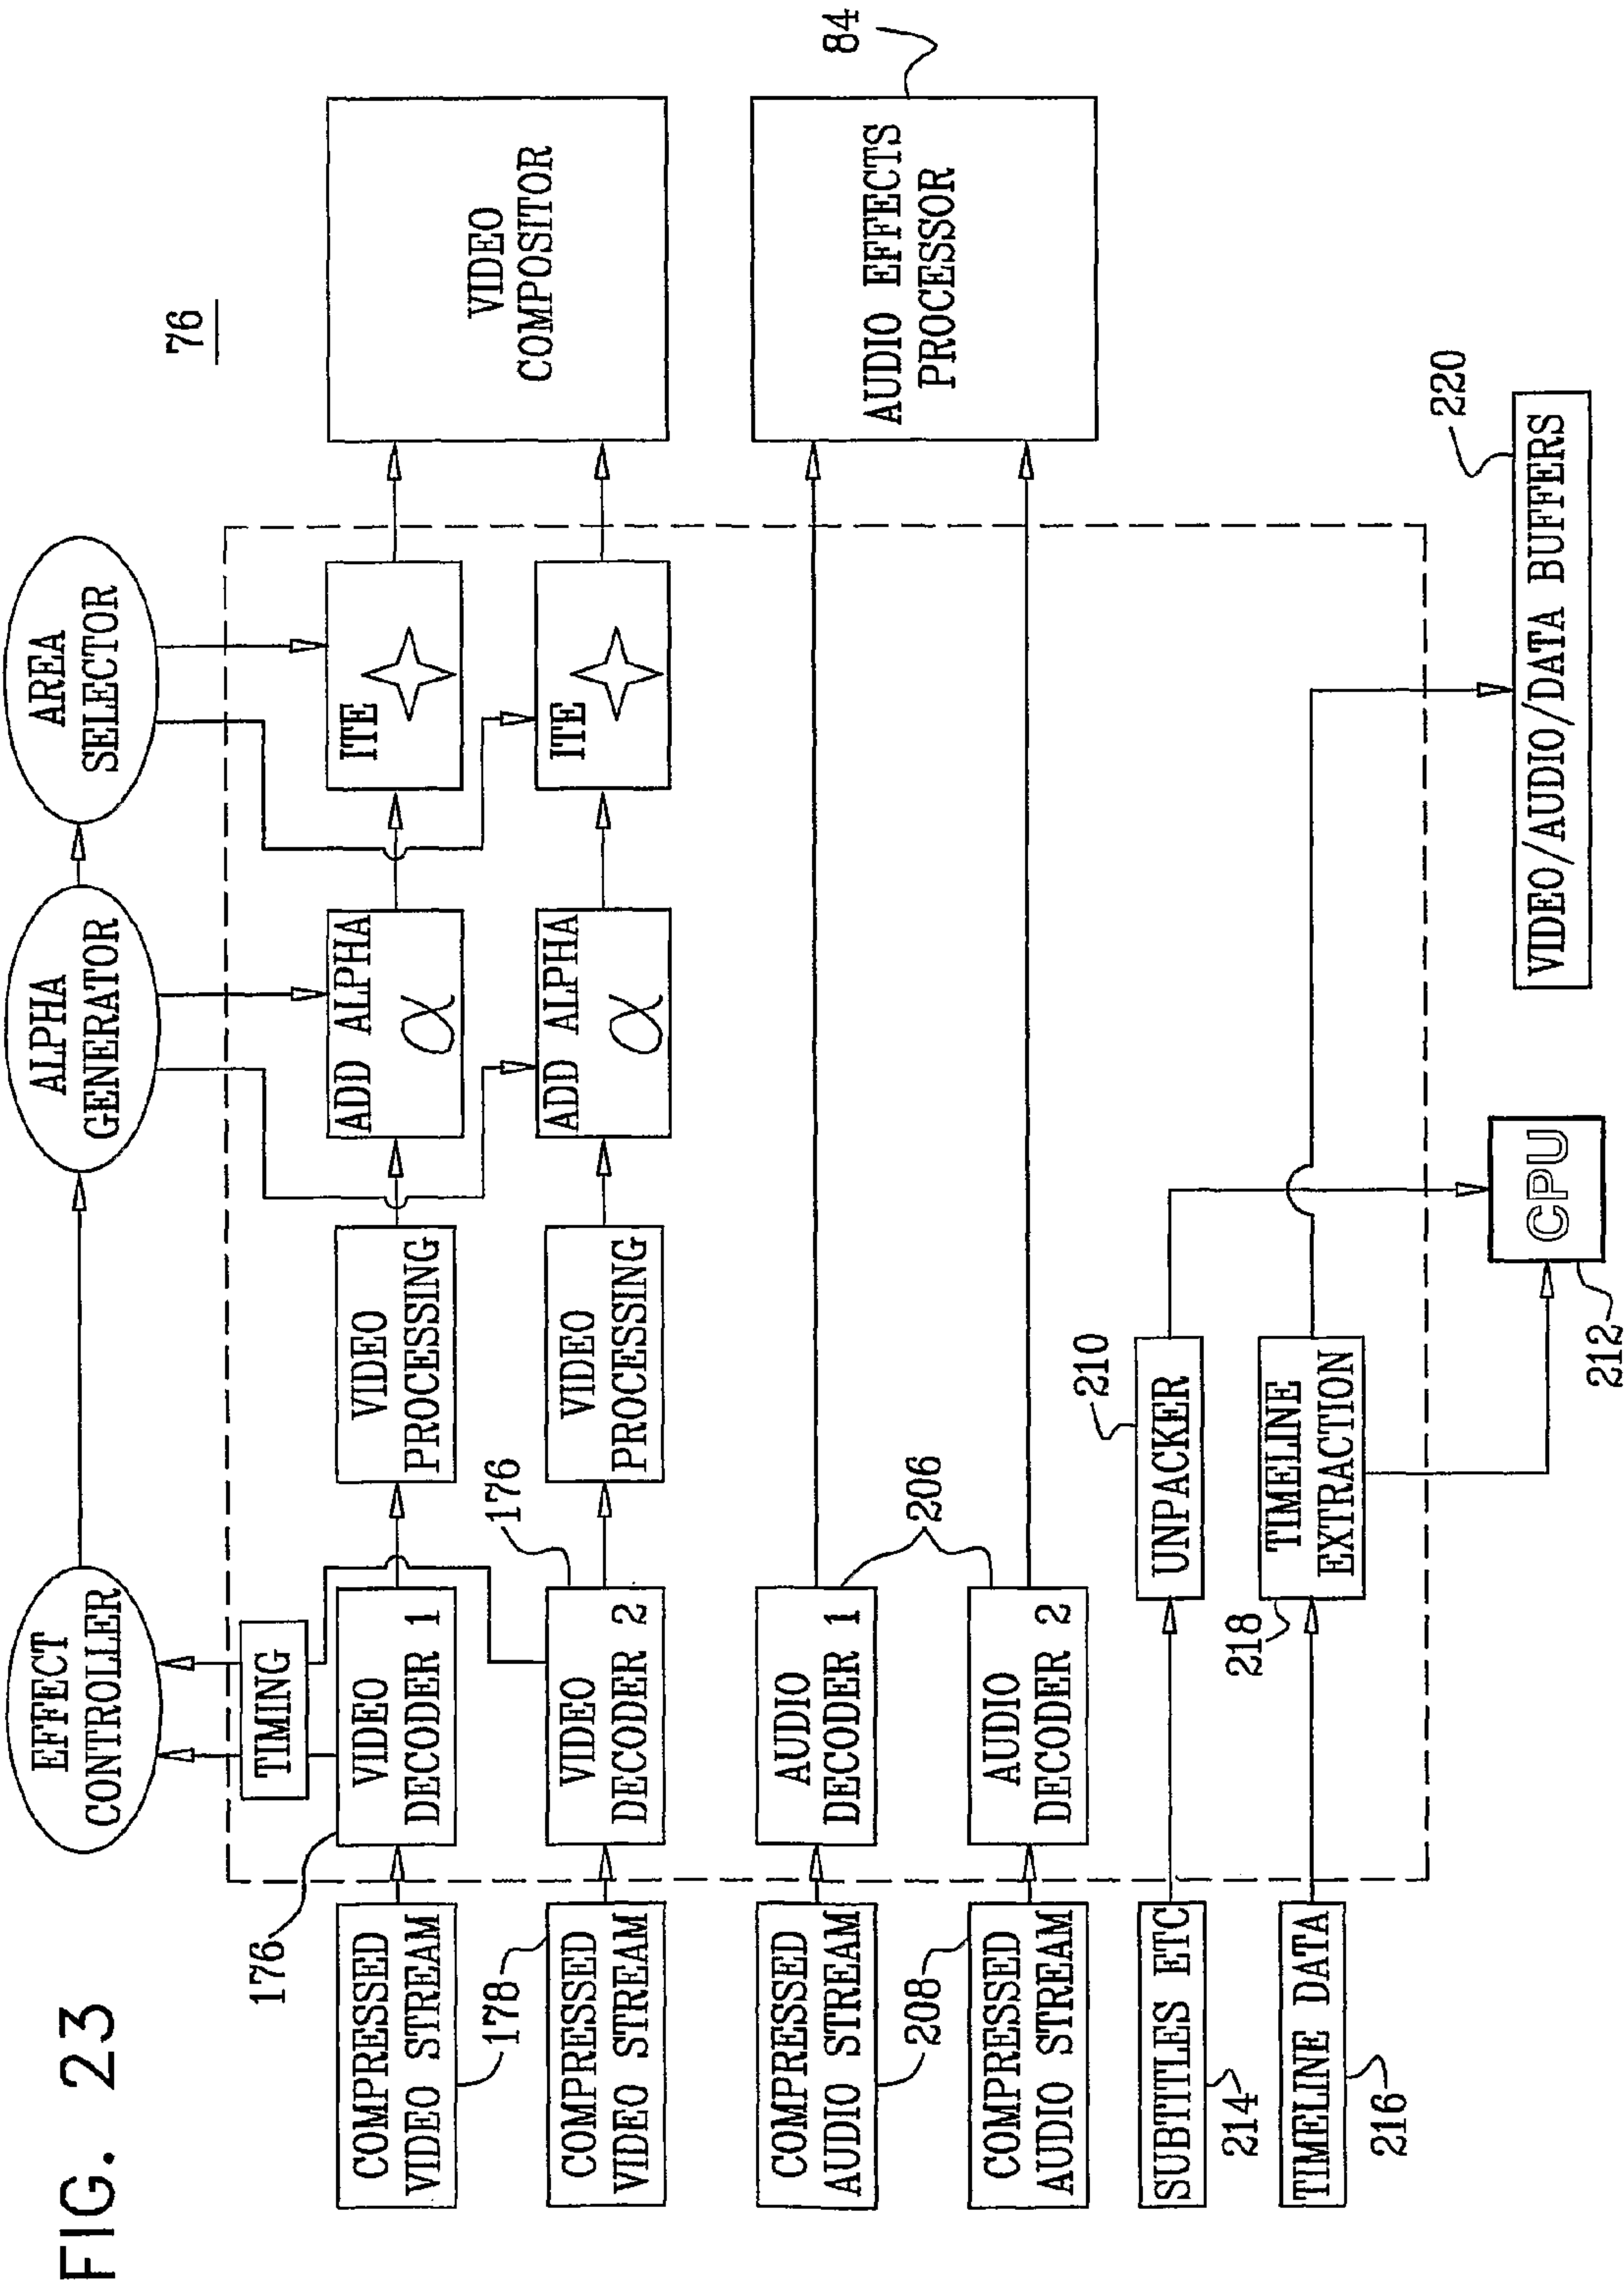 FIG. 23
76
EFFECT
CONTROLLER
ALPHA
GENERATOR
AREA
SELECTOR
TIMING
176
COMPRESSED
VIDEO STREAM
VIDEO
DECODER 1
VIDEO
PROCESSING
ADD ALPHA
α
ITE
VIDEO
COMPOSITOR
178
176
COMPRESSED
VIDEO STREAM
VIDEO
DECODER 2
VIDEO
PROCESSING
ADD ALPHA
α
ITE
COMPRESSED
AUDIO STREAM
AUDIO
DECODER 1
AUDIO EFFECTS
PROCESSOR
84
208
206
COMPRESSED
AUDIO STREAM
AUDIO
DECODER 2
SUBTITLES ETC
214
UNPACKER
210
TIMELINE DATA
216
TIMELINE
EXTRACTION
218
CPU
212
VIDEO/AUDIO/DATA BUFFERS
220